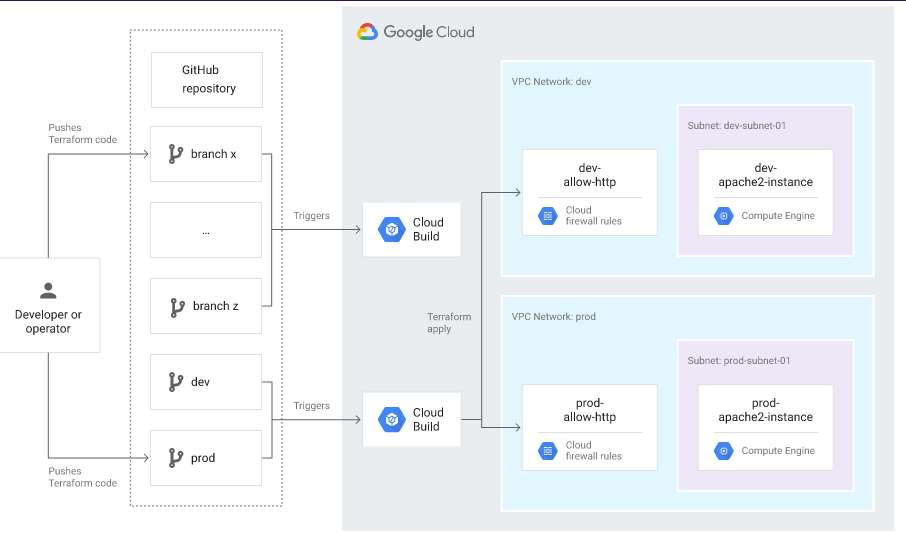 Google Cloud
GitHub
repository
VPC Network: dev
Pushes
Terraform code
branch x
Subnet: dev-subnet-01
dev-
allow-http
Cloud
firewall rules
dev-
apache2-instance
Compute Engine
...
Triggers
Cloud
Build
Developer or
operator
branch z
Terraform
apply
VPC Network: prod
Subnet: prod-subnet-01
dev
Triggers
Cloud
Build
prod-
allow-http
Cloud
firewall rules
prod-
apache2-instance
Compute Engine
prod
Pushes
Terraform code